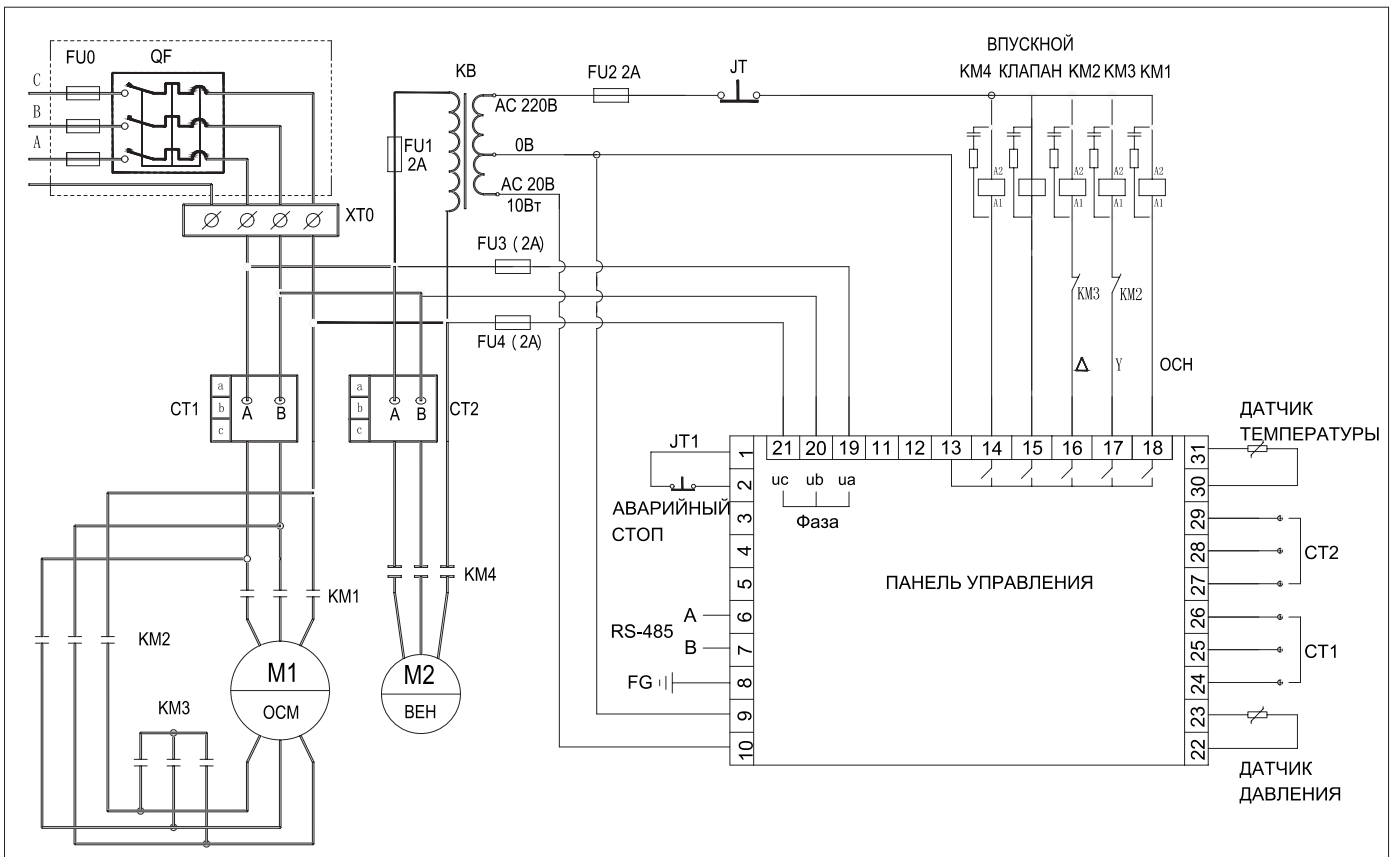 FU0 QF
C
B
A
XT0
KB
FU1
2A
AC 220B
0B
AC 20B
10Вт
FU2 2A
JT
ВПУСКНОЙ
KM4 КЛАПАН KM2 KM3 KM1
A2 A2 A2 A2
A1 A1 A1 A1
KM3 KM2
Δ Y ОСН
FU3 ( 2A)
FU4 ( 2A)
CT1
a
b
c
A B
a
b
c
A B
CT2
KM1
KM2
KM3
KM4
M1
ОСМ
M2
ВЕН
JT1
АВАРИЙНЫЙ
СТОП
RS-485
A
B
FG
21 20 19 11 12 13 14 15 16 17 18
uc ub ua
Фаза
1
2
3
4
5
6
7
8
9
10
ПАНЕЛЬ УПРАВЛЕНИЯ
31
30
29
28
27
26
25
24
23
22
ДАТЧИК
ТЕМПЕРАТУРЫ
CT2
CT1
ДАТЧИК
ДАВЛЕНИЯ